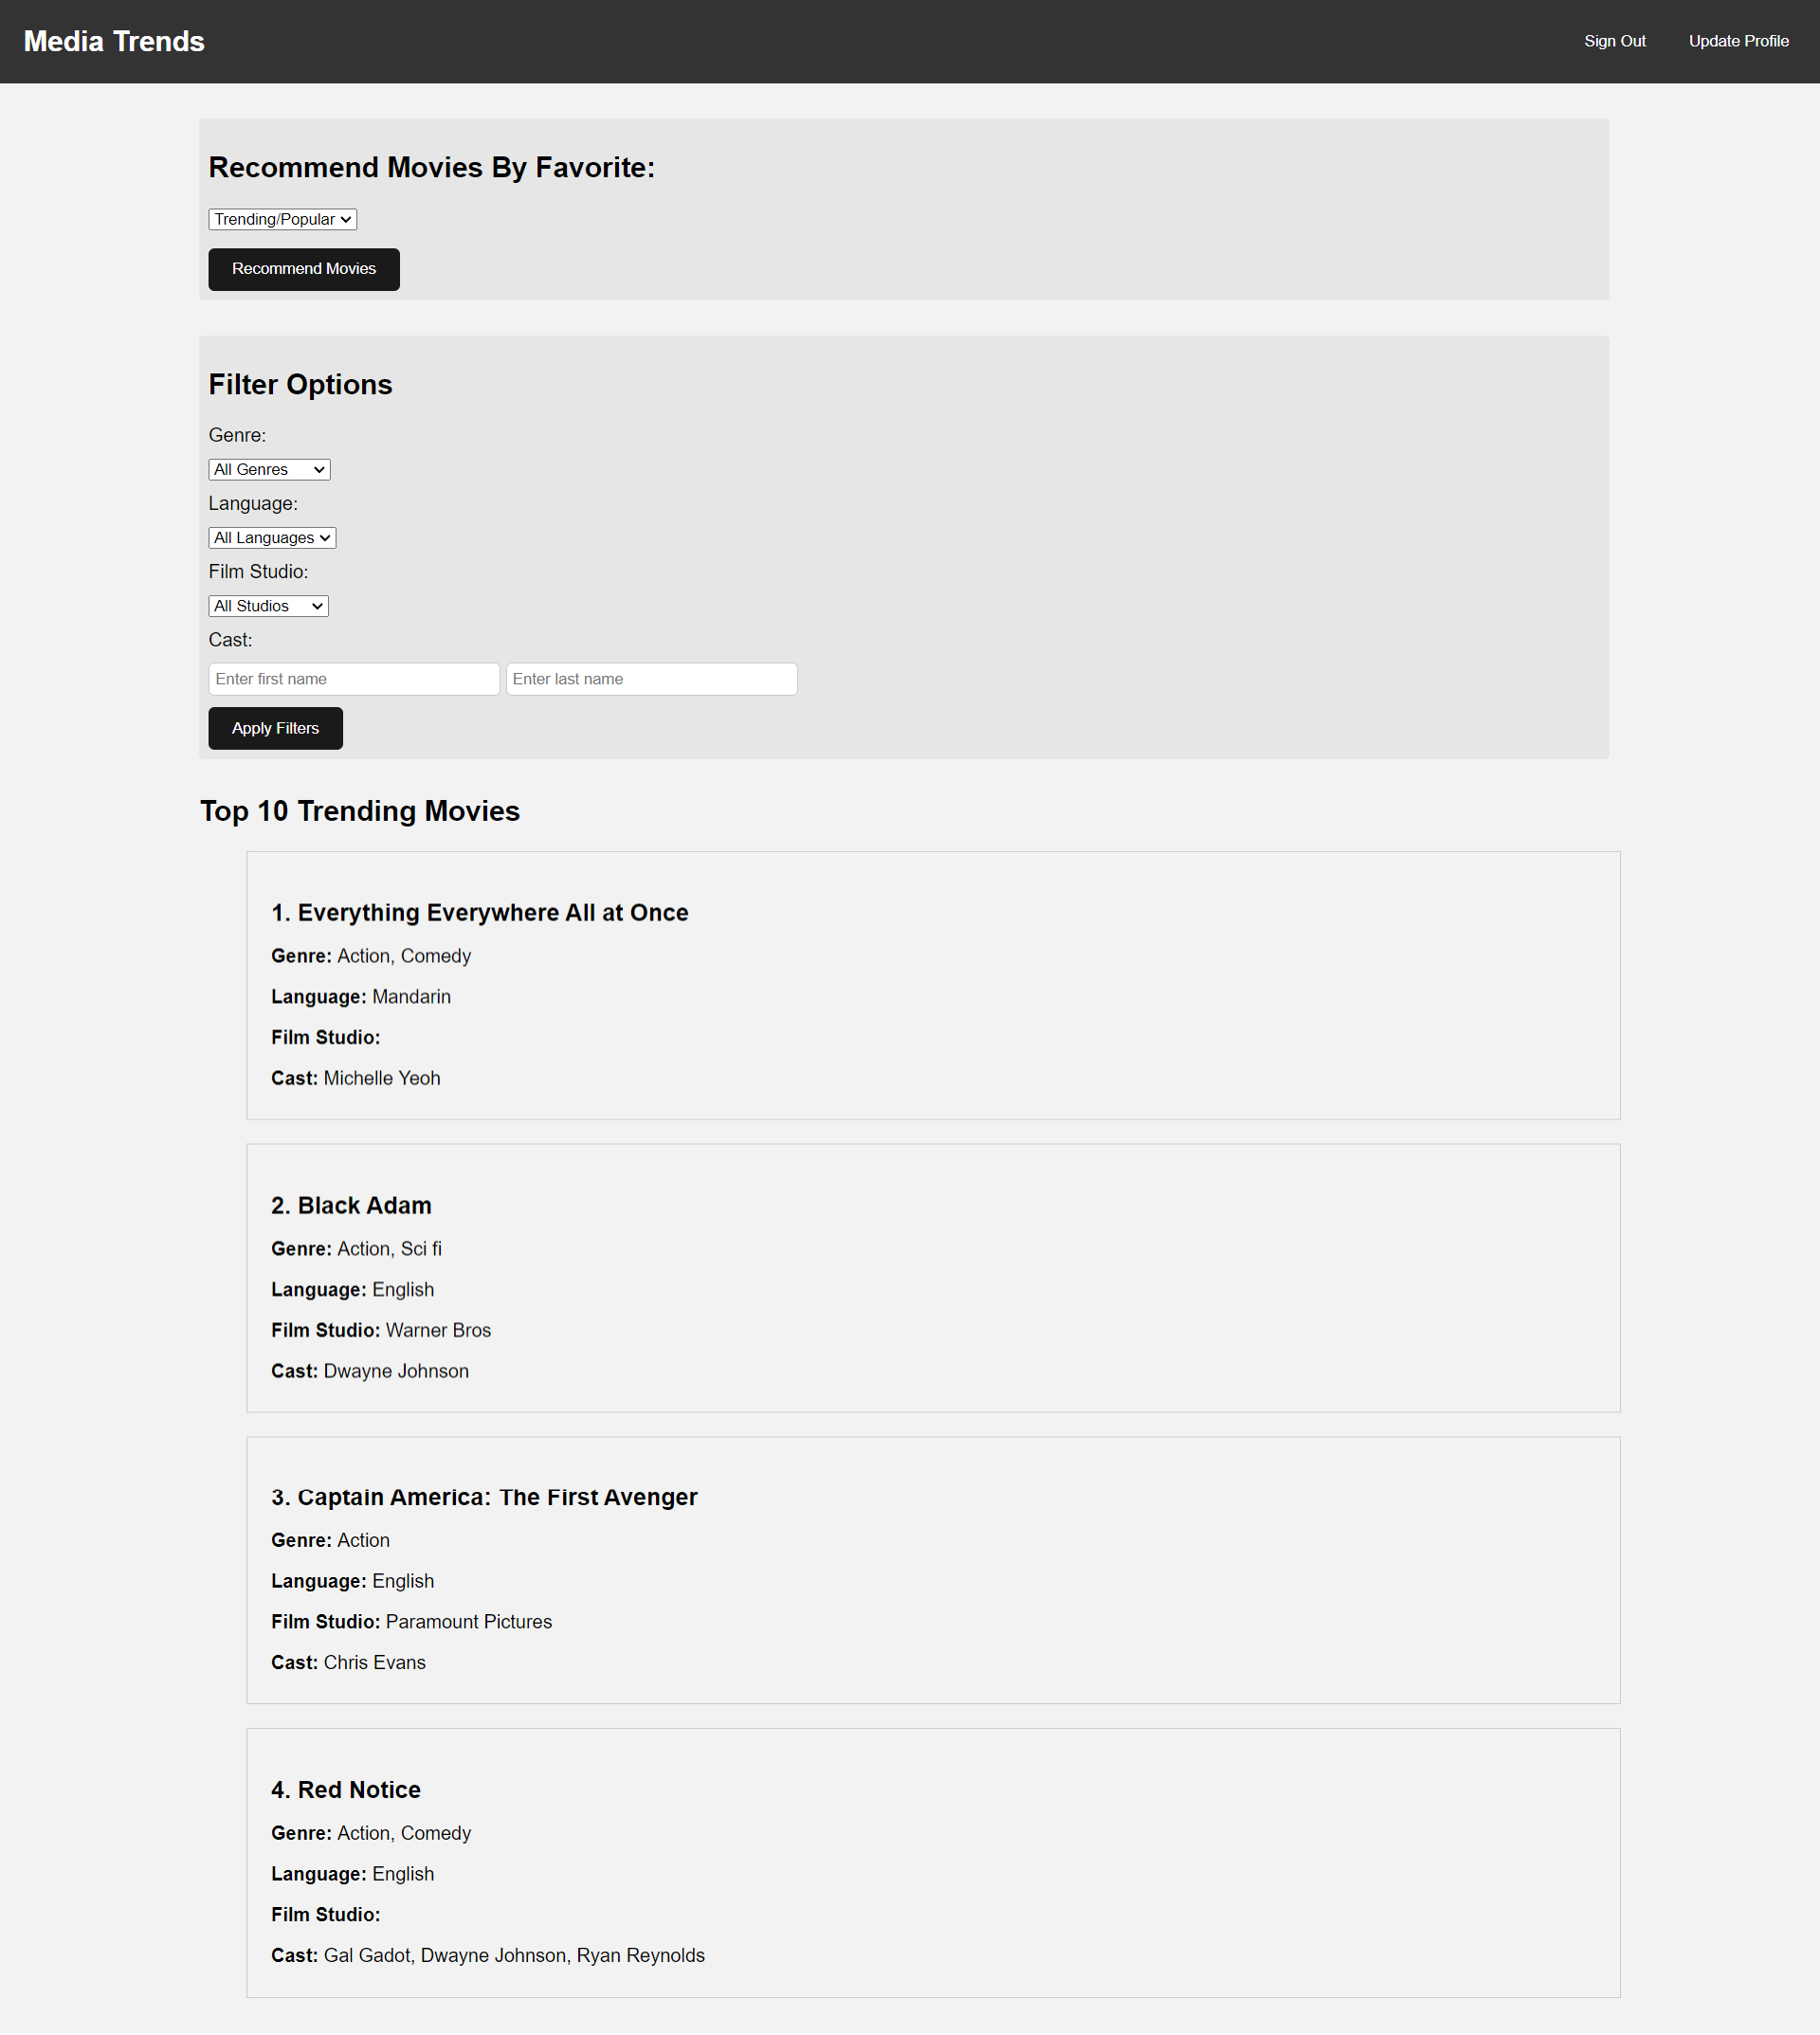 Media Trends
Sign Out
Update Profile
Recommend Movies By Favorite:
Trending/Popular
Recommend Movies
Filter Options
Genre:
All Genres
Language:
All Languages
Film Studio:
All Studios
Cast:
Enter first name
Enter last name
Apply Filters
Top 10 Trending Movies
1. Everything Everywhere All at Once
Genre: Action, Comedy
Language: Mandarin
Film Studio:
Cast: Michelle Yeoh
2. Black Adam
Genre: Action, Sci fi
Language: English
Film Studio: Warner Bros
Cast: Dwayne Johnson
3. Captain America: The First Avenger
Genre: Action
Language: English
Film Studio: Paramount Pictures
Cast: Chris Evans
4. Red Notice
Genre: Action, Comedy
Language: English
Film Studio:
Cast: Gal Gadot, Dwayne Johnson, Ryan Reynolds